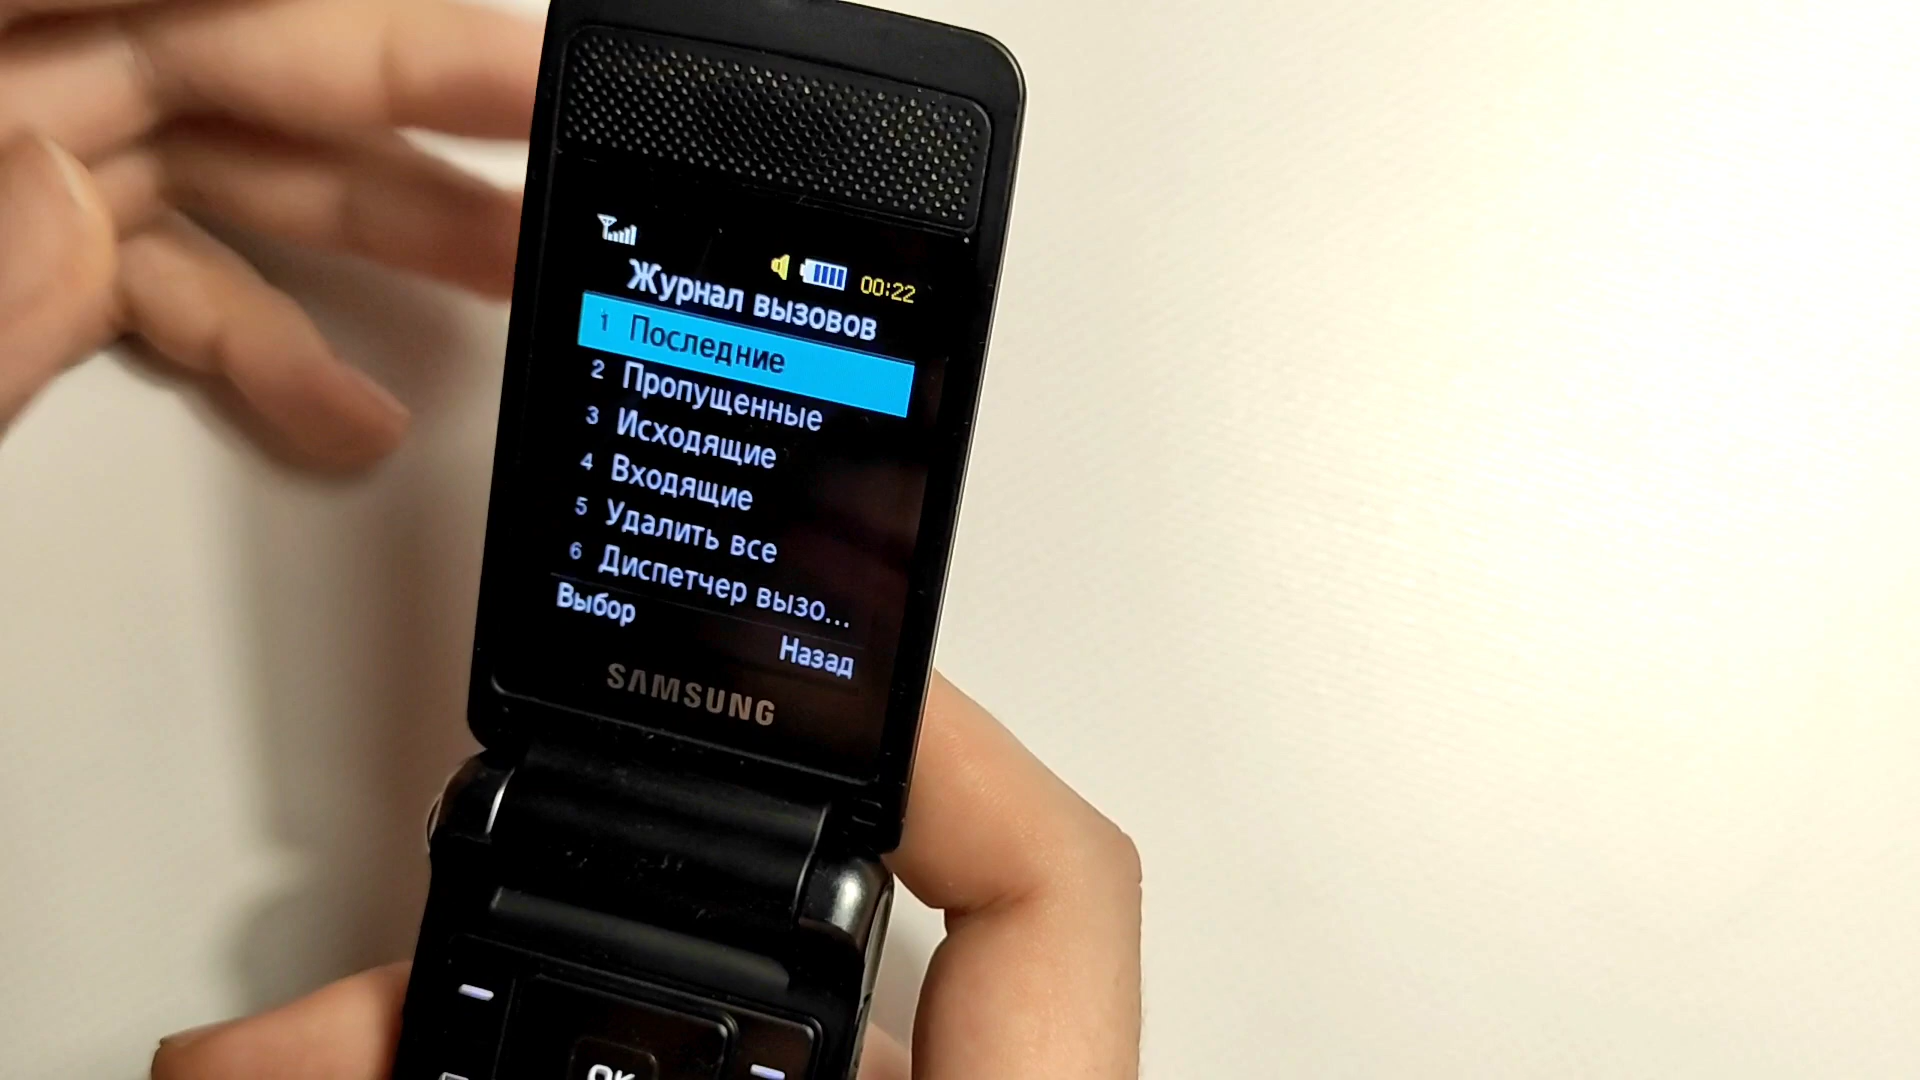 00:22
Журнал вызовов
1 Последние
2 Пропущенные
3 Исходящие
4 Входящие
5 Удалить все
6 Диспетчер вызо...
Выбор
Назад
SAMSUNG
OK